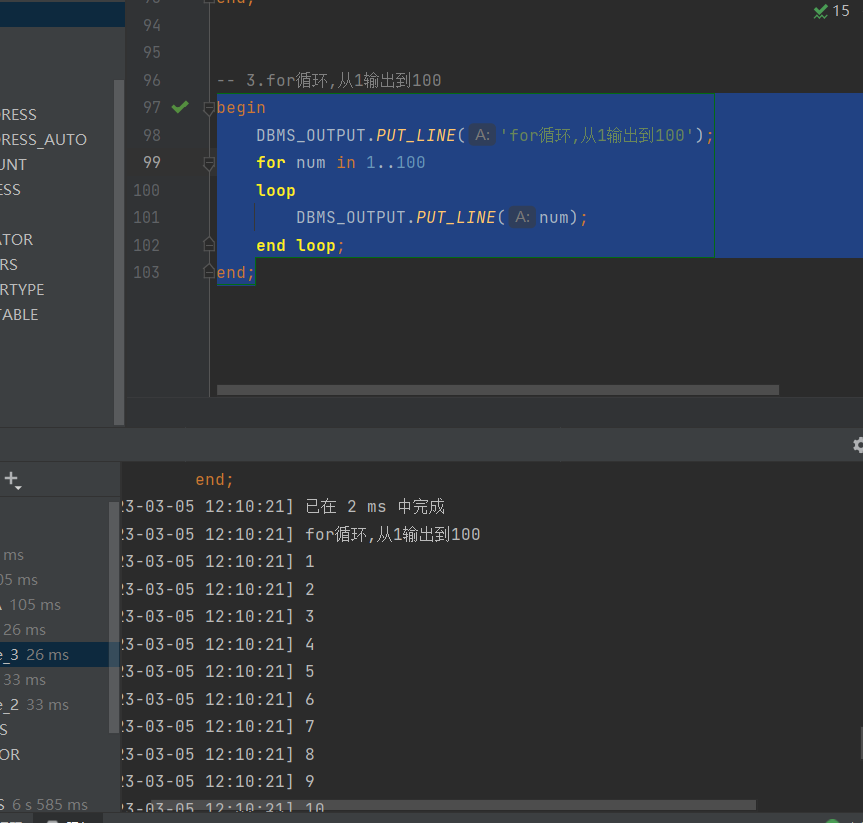 end;
15
94
95
96 -- 3.for循环,从1输出到100
97 begin
98 DBMS_OUTPUT.PUT_LINE( A: 'for循环,从1输出到100');
99 for num in 1..100
100 loop
101 DBMS_OUTPUT.PUT_LINE( A: num);
102 end loop;
103 end;
RESS
RESS_AUTO
UNT
ESS
ATOR
RS
RTYPE
TABLE
end;
23-03-05 12:10:21] 已在 2 ms 中完成
23-03-05 12:10:21] for循环,从1输出到100
23-03-05 12:10:21] 1
23-03-05 12:10:21] 2
23-03-05 12:10:21] 3
23-03-05 12:10:21] 4
23-03-05 12:10:21] 5
23-03-05 12:10:21] 6
23-03-05 12:10:21] 7
23-03-05 12:10:21] 8
23-03-05 12:10:21] 9
23-03-05 12:10:21] 10
ms
05 ms
105 ms
26 ms
e_3 26 ms
33 ms
e_2 33 ms
S
OR
S 6 s 585 ms